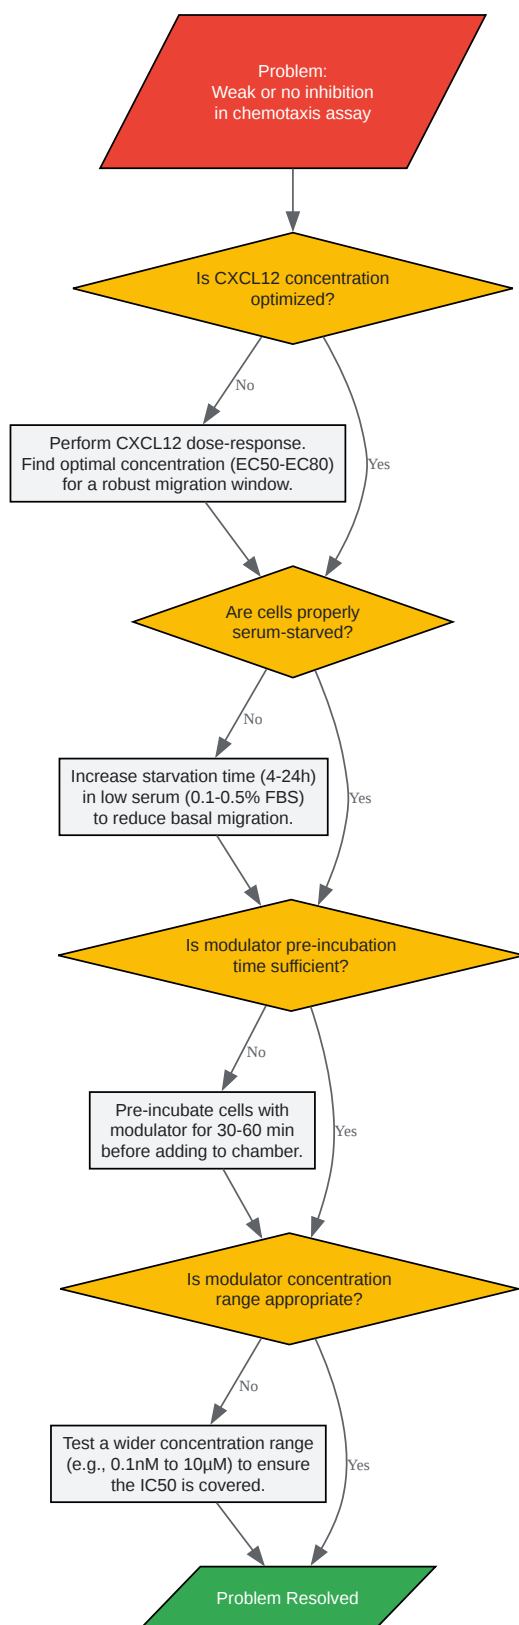 Problem:
Weak or no inhibition
in chemotaxis assay
Is CXCL12 concentration
optimized?
No
Perform CXCL12 dose-response.
Find optimal concentration (EC50-EC80)
for a robust migration window.
Yes
Are cells properly
serum-starved?
No
Increase starvation time (4-24h)
in low serum (0.1-0.5% FBS)
to reduce basal migration.
Yes
Is modulator pre-incubation
time sufficient?
No
Pre-incubate cells with
modulator for 30-60 min
before adding to chamber.
Yes
Is modulator concentration
range appropriate?
No
Test a wider concentration range
(e.g., 0.1nM to 10µM) to ensure
the IC50 is covered.
Yes
Problem Resolved